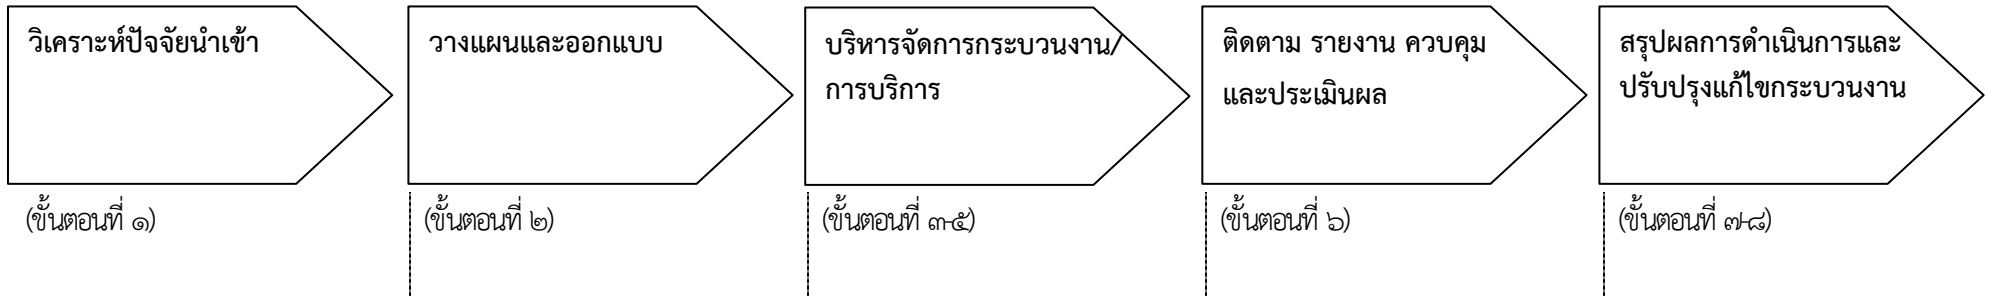 วิเคราะห์ปัจจัยนำเข้า
วางแผนและออกแบบ
บริหารจัดการกระบวนงาน/
การบริการ
ติดตาม รายงาน ควบคุม
และประเมินผล
สรุปผลการดำเนินการและ
ปรับปรุงแก้ไขกระบวนงาน
(ขั้นตอนที่ ๑)
(ขั้นตอนที่ ๒)
(ขั้นตอนที่ ๓-๕)
(ขั้นตอนที่ ๖)
(ขั้นตอนที่ ๗-๘)